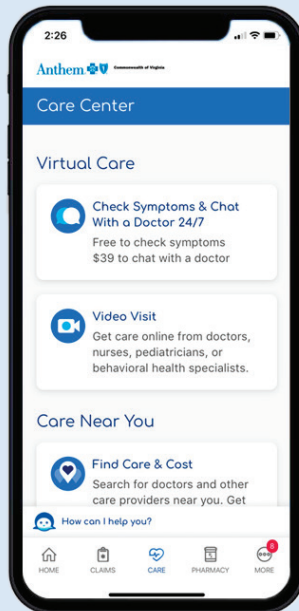 2:26
Anthem
Commonwealth of Virginia
Care Center
Virtual Care
Check Symptoms & Chat
With a Doctor 24/7
Free to check symptoms
$39 to chat with a doctor
Video Visit
Get care online from doctors,
nurses, pediatricians, or
behavioral health specialists.
Care Near You
Find Care & Cost
Search for doctors and other
care providers near you. Get
How can I help you?
8
HOME CLAIMS CARE PHARMACY MORE